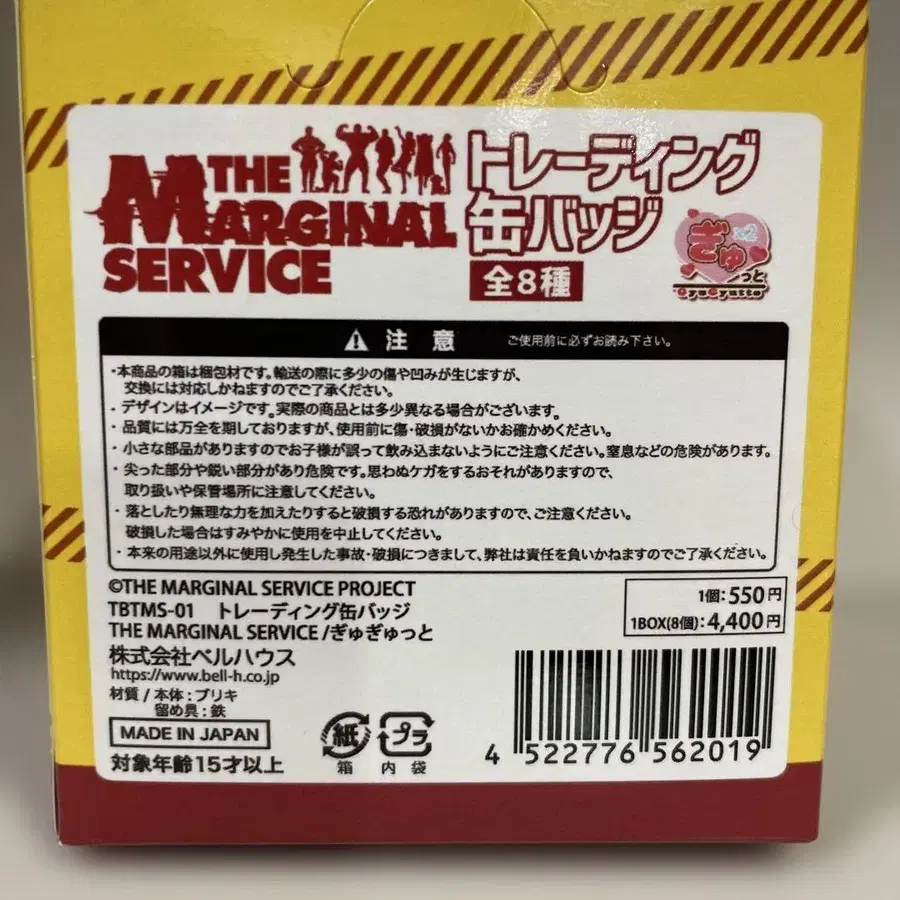 THE
MARGINAL
SERVICE
トレーディング
缶バッジ
全8種
×2
ぎゅ
っと
GyuGyutto
注意
ご使用前に必ずお読み下さい。
・本商品の箱は梱包材です。輸送の際に多少の傷や凹みが生じますが、
交換には対応しかねますのでご了承ください。
・デザインはイメージです。実際の商品とは多少異なる場合がございます。
・品質には万全を期しておりますが、使用前に傷・破損がないかお確かめください。
・小さな部品がありますのでお子様が誤って飲み込まないようにご注意ください。窒息などの危険があります。
・尖った部分や鋭い部分があり危険です。思わぬケガをするおそれがありますので、
取り扱いや保管場所に注意してください。
・落としたり無理な力を加えたりすると破損する恐れがありますので、ご注意ください。
破損した場合はすみやかに使用を中止してください。
・本来の用途以外に使用し発生した事故・破損につきまして、弊社は責任を負いかねますのでご了承ください。
©THE MARGINAL SERVICE PROJECT
TBTMS-01 トレーディング缶バッジ
THE MARGINAL SERVICE/ぎゅぎゅっと
株式会社ベルハウス
https://www.bell-h.co.jp
材質/本体:ブリキ
留め具:鉄
MADE IN JAPAN
対象年齢15才以上
1個:550円
1BOX(8個):4,400円
紙
箱
プラ
内袋
4 522776 562019